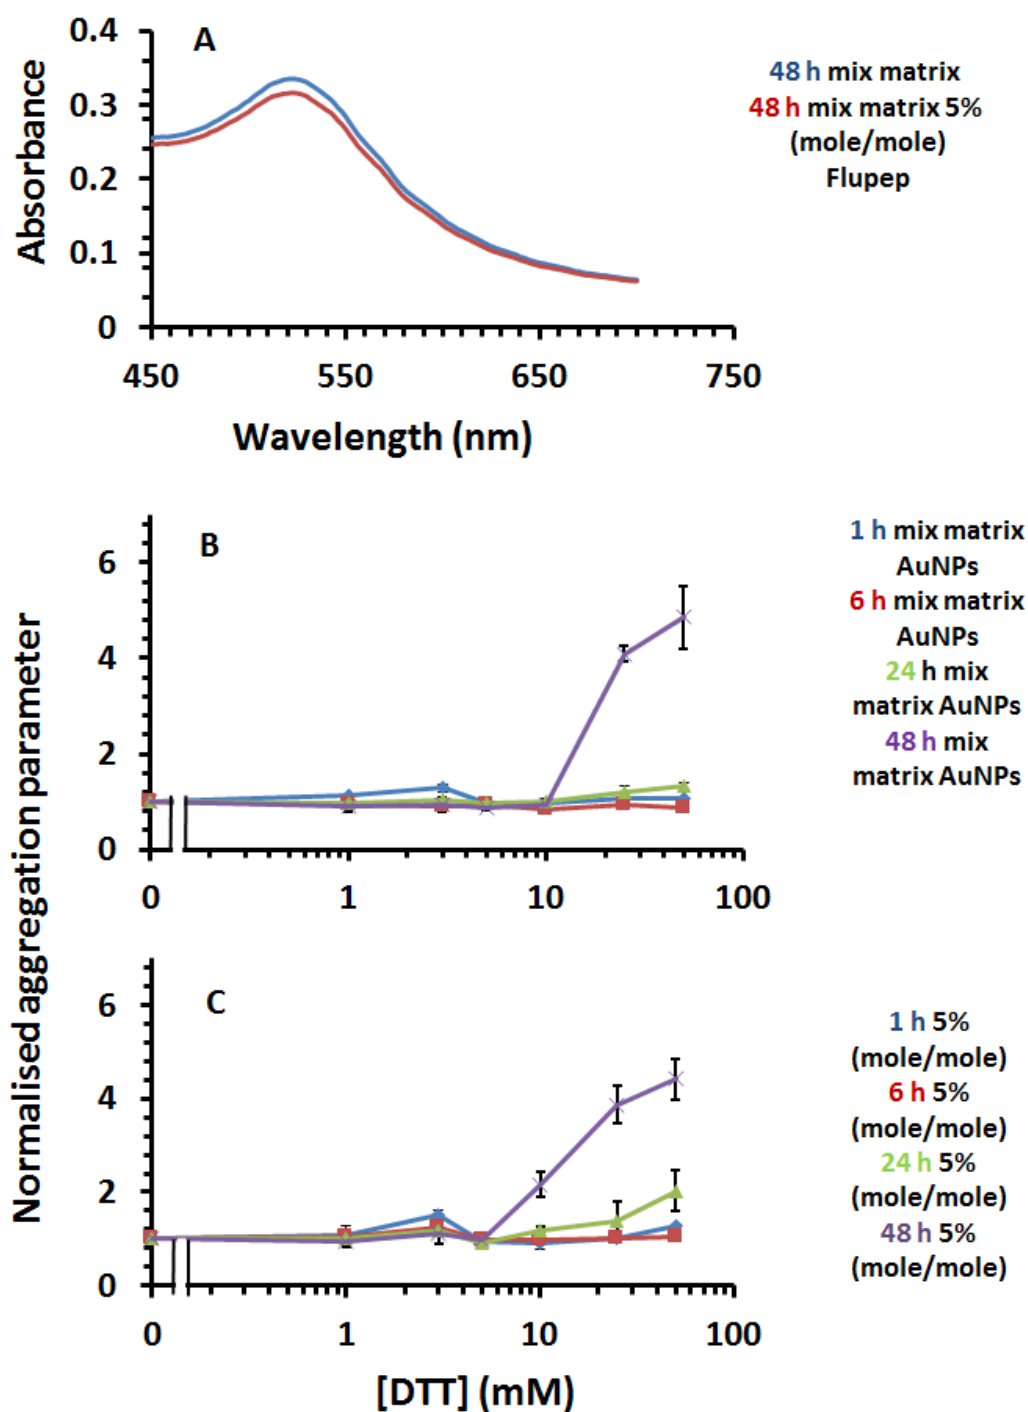 A
0.4
0.3
0.2
0.1
0
Absorbance
450
550
650
750
Wavelength (nm)
48 h mix matrix
48 h mix matrix 5%
(mole/mole)
Flupep
B
6
4
2
0
0
1
10
100
1 h mix matrix
AuNPs
6 h mix matrix
AuNPs
24 h mix
matrix AuNPs
48 h mix
matrix AuNPs
Normalised aggregation parameter
C
6
4
2
0
0
1
10
100
[DTT] (mM)
1 h 5%
(mole/mole)
6 h 5%
(mole/mole)
24 h 5%
(mole/mole)
48 h 5%
(mole/mole)